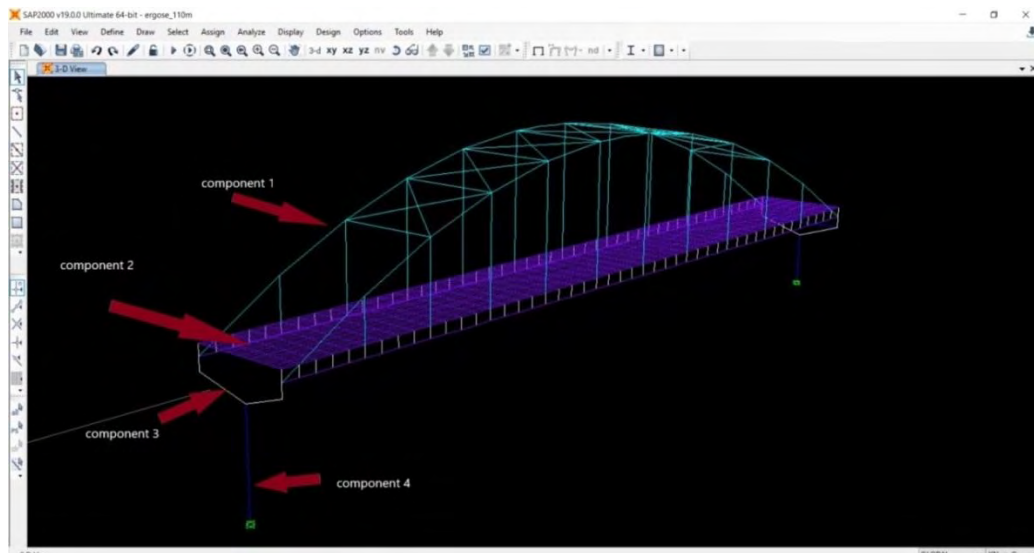 SAP2000 v19.0.0 Ultimate 64-bit - ergose_110m
File Edit View Define Draw Select Assign Analyze Display Design Options Tools Help
3-d xy xz yz nv
nd
3-D View
component 1
component 2
component 3
component 4